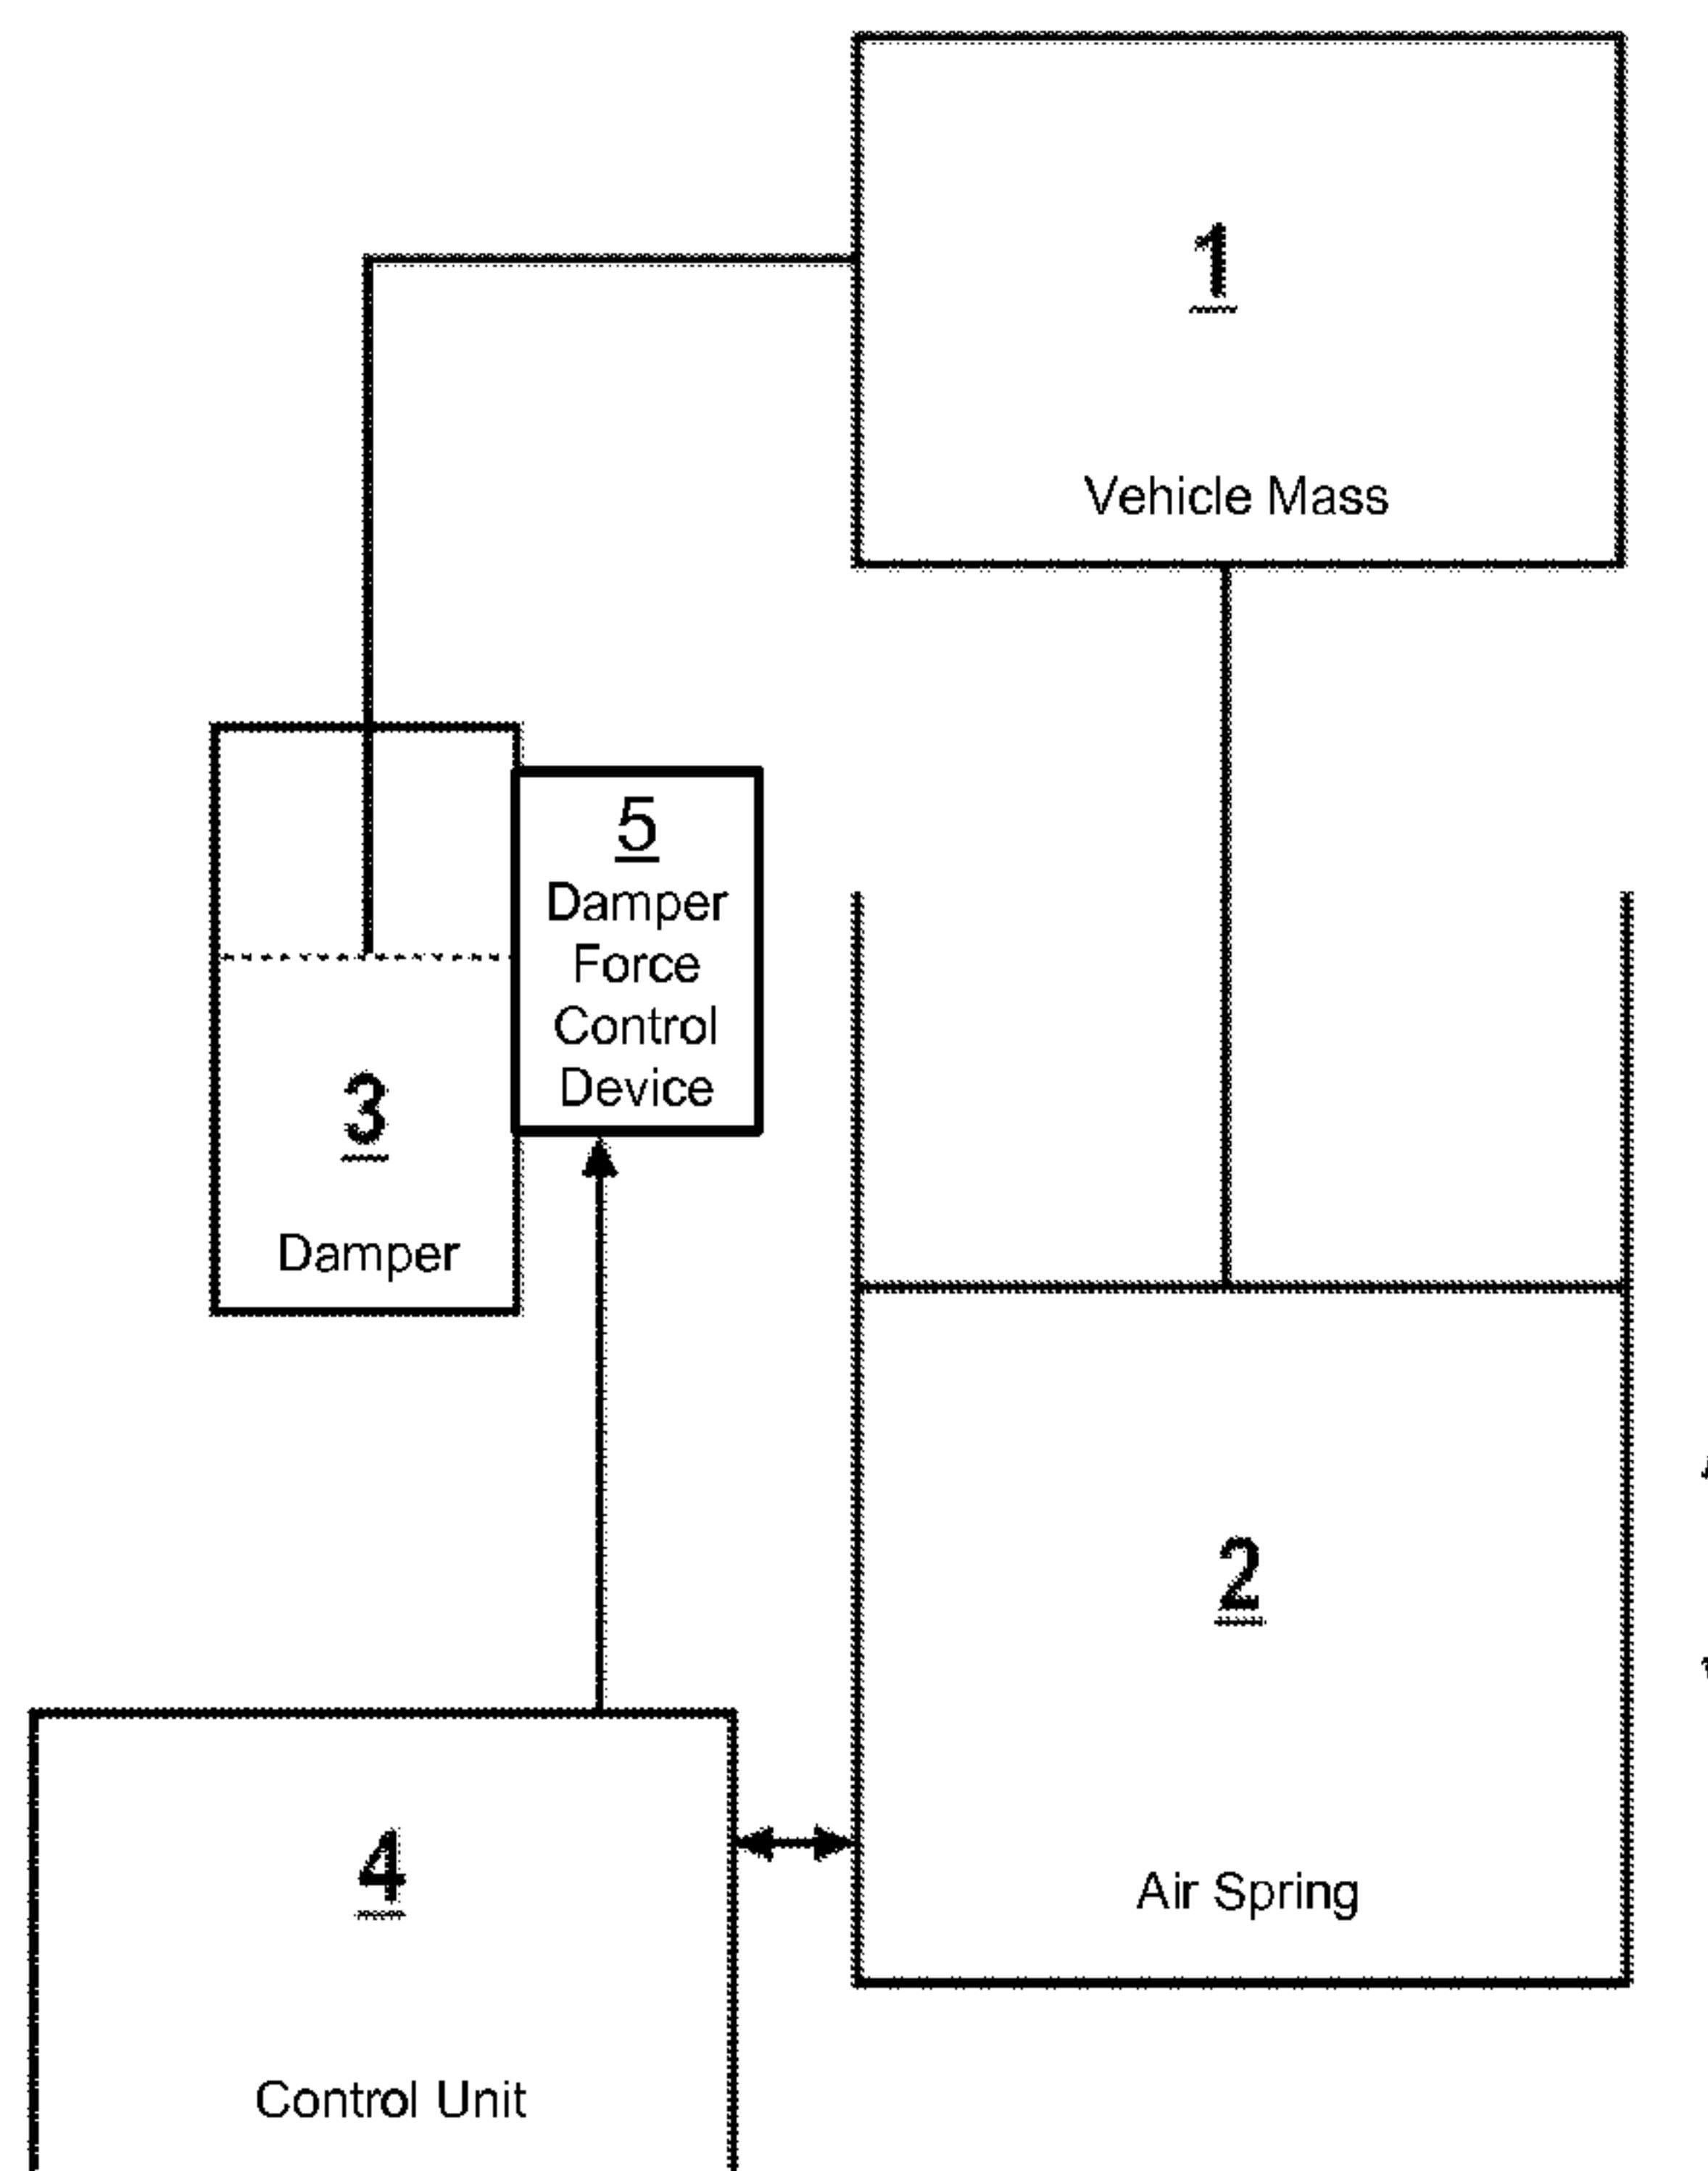 1
Vehicle Mass
5
Damper
Force
Control
Device
3
Damper
2
Air Spring
4
Control Unit